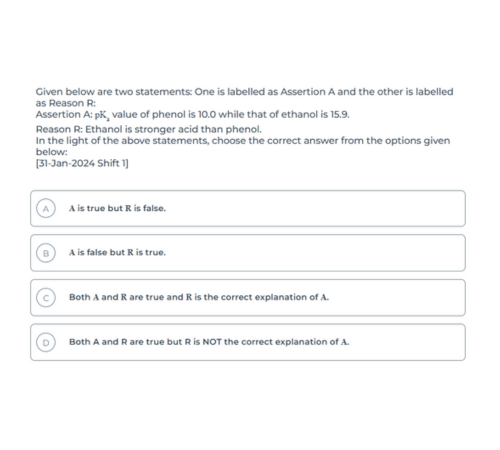 Given below are two statements: One is labelled as Assertion A and the other is labelled
as Reason R:
Assertion A: pKₐ value of phenol is 10.0 while that of ethanol is 15.9.
Reason R: Ethanol is stronger acid than phenol.
In the light of the above statements, choose the correct answer from the options given
below:
[31-Jan-2024 Shift 1]
A A is true but R is false.
B A is false but R is true.
C Both A and R are true and R is the correct explanation of A.
D Both A and R are true but R is NOT the correct explanation of A.